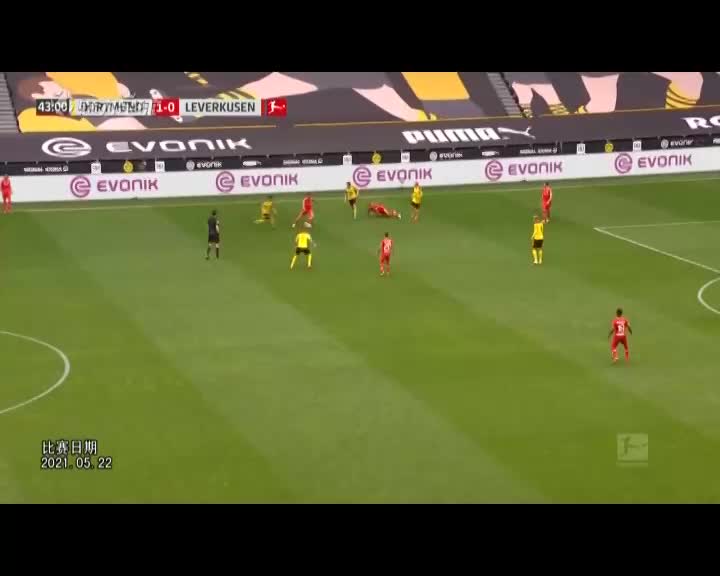 43:00 DORTMUND 1-0 LEVERKUSEN
EVONIK PUMA
EVONIK EVONIK EVONIK EVONIK EVONIK
比赛日期
2021.05.22